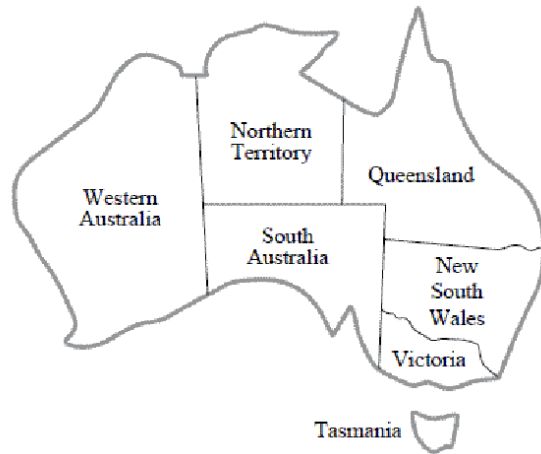 Northern
Territory
Queensland
Western
Australia
South
Australia
New
South
Wales
Victoria
Tasmania